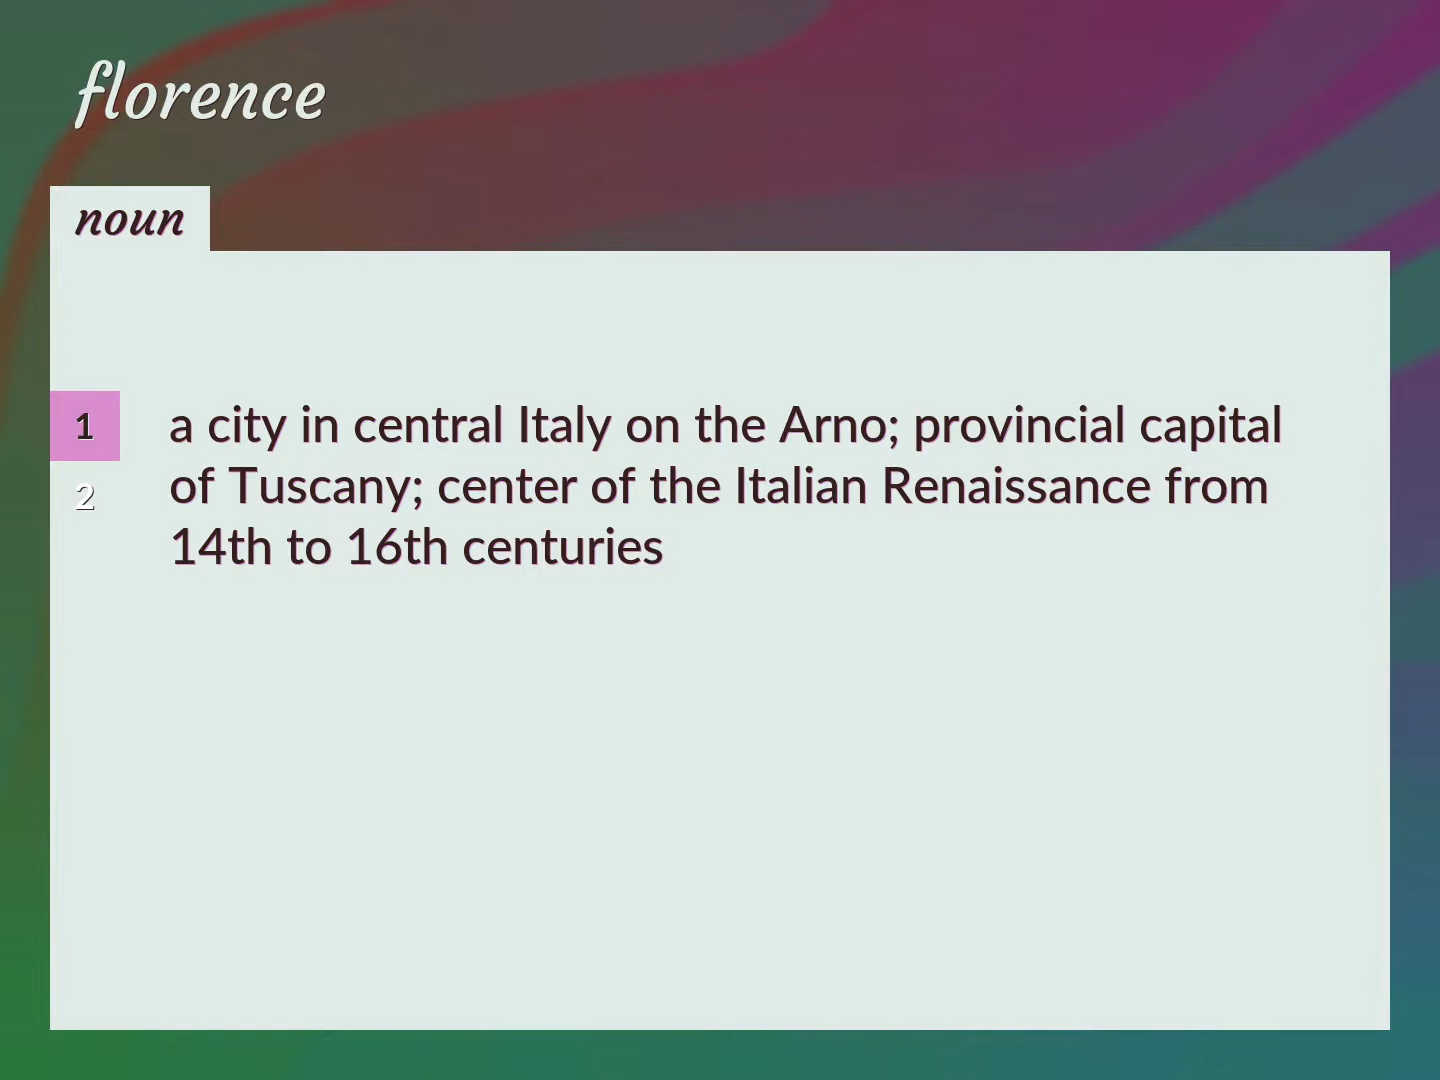 florence
noun
1
a city in central Italy on the Arno; provincial capital
2
of Tuscany; center of the Italian Renaissance from
14th to 16th centuries